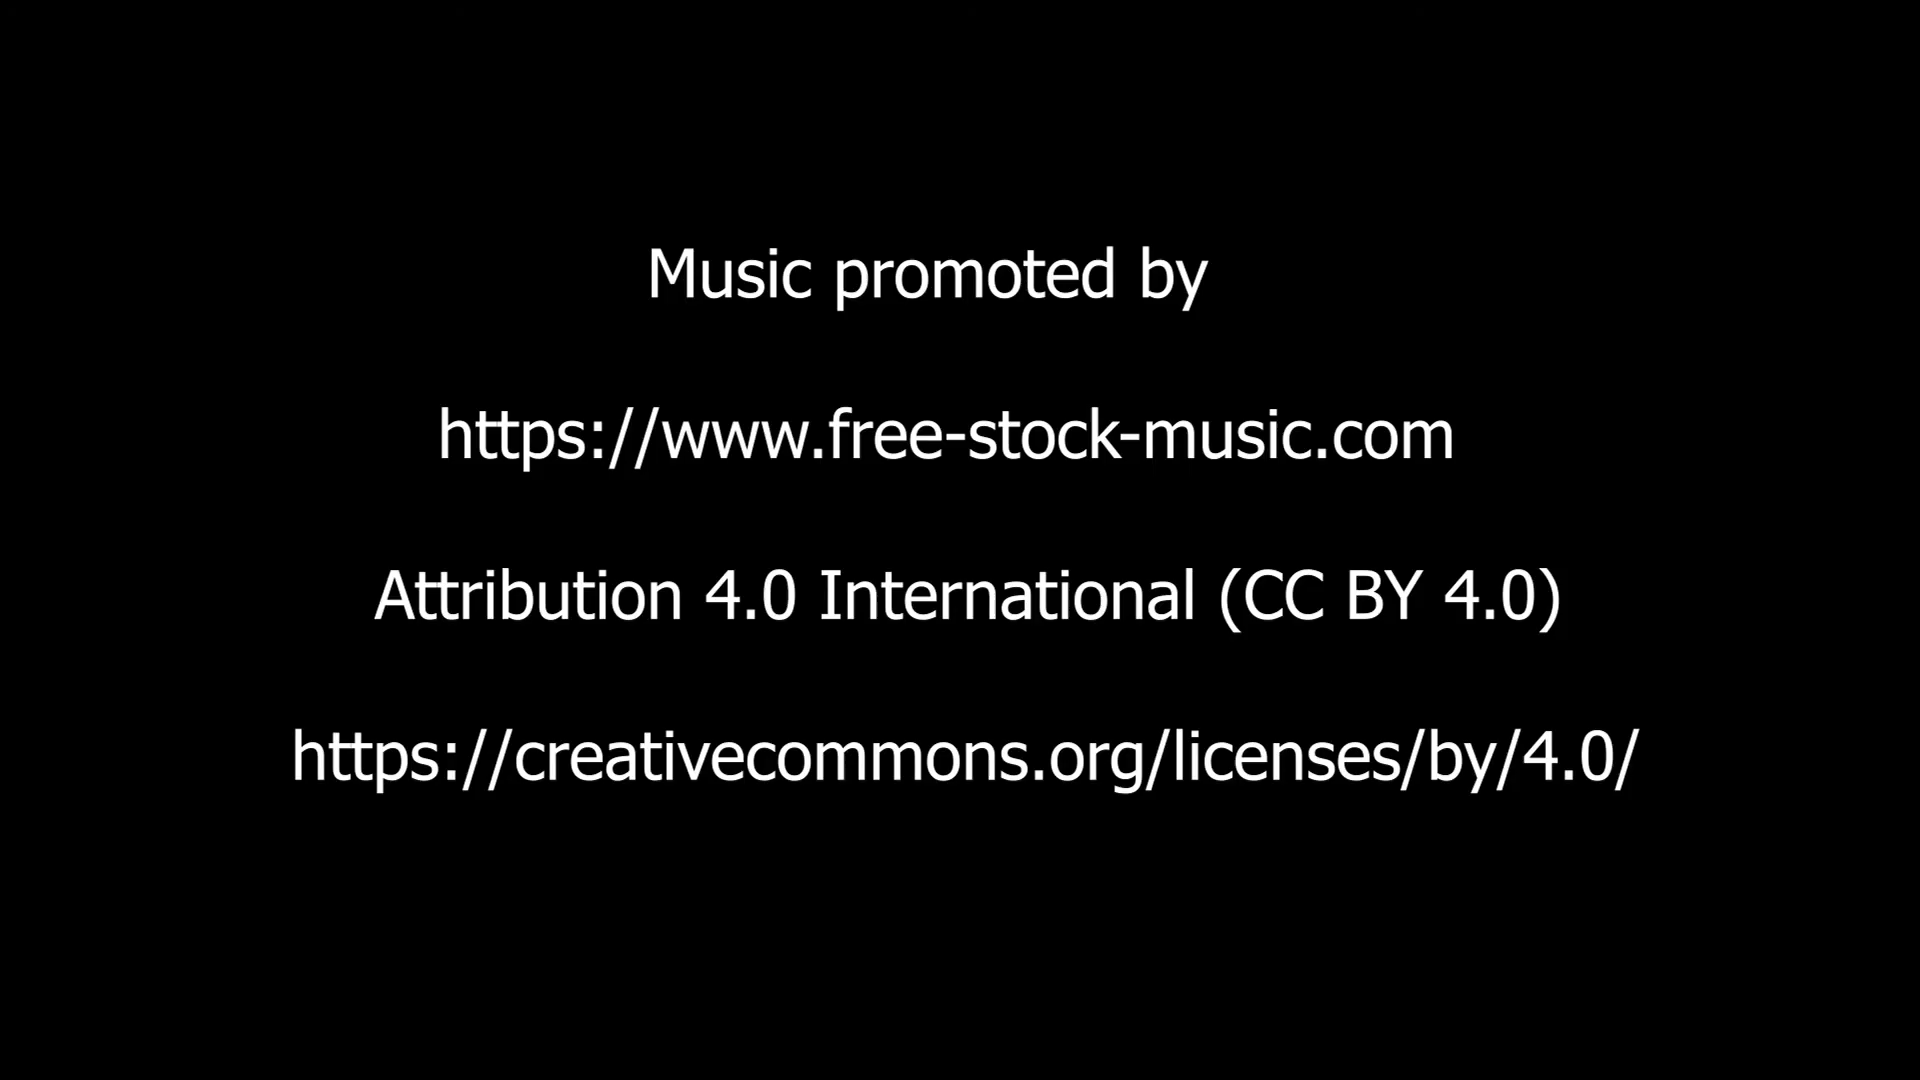 Music promoted by
https://www.free-stock-music.com
Attribution 4.0 International (CC BY 4.0)
https://creativecommons.org/licenses/by/4.0/